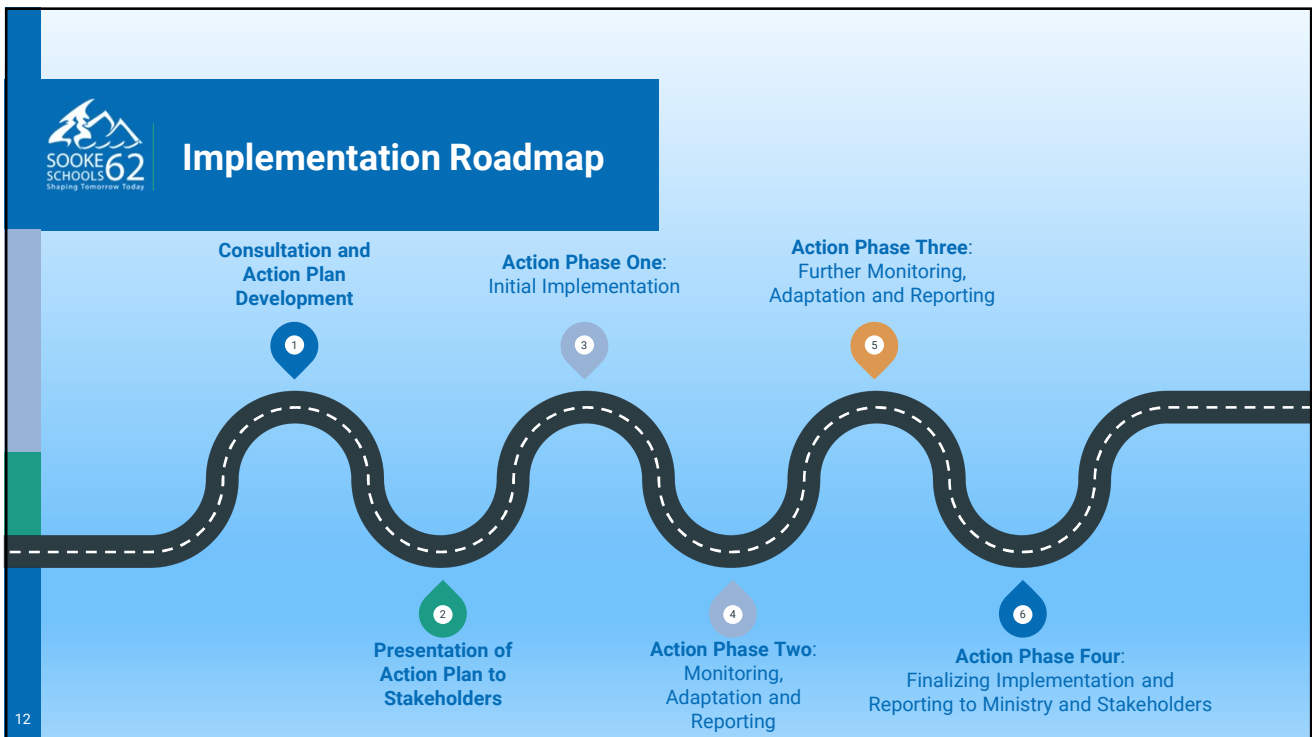 SOOKE
SCHOOLS 62
Shaping Tomorrow Today
Implementation Roadmap
Consultation and
Action Plan
Development
1
Presentation of
Action Plan to
Stakeholders
2
Action Phase One:
Initial Implementation
3
Action Phase Two:
Monitoring,
Adaptation and
Reporting
4
Action Phase Three:
Further Monitoring,
Adaptation and Reporting
5
Action Phase Four:
Finalizing Implementation and
Reporting to Ministry and Stakeholders
6
12